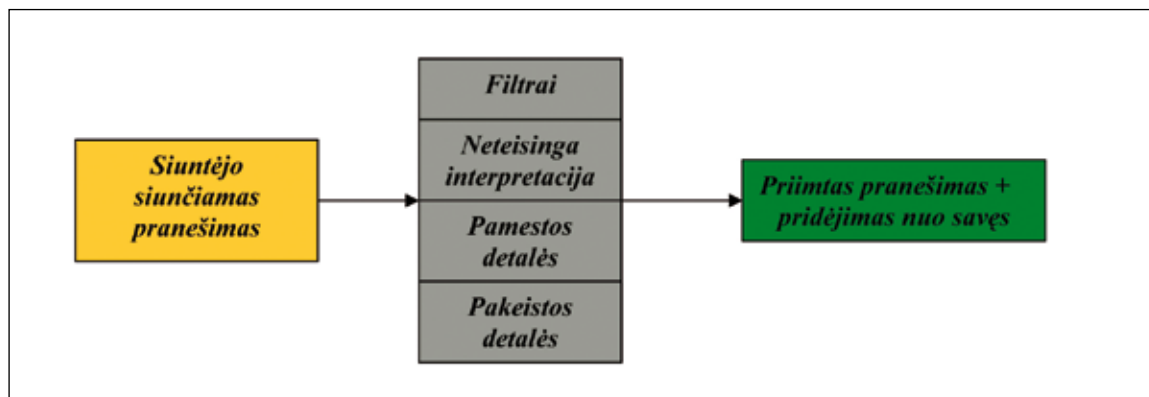 Siuntėjo
siunčiamas
pranešimas
Filtrai
Neteisinga
interpretacija
Pamestos
detalės
Pakeistos
detalės
Priimtas pranešimas +
pridėjimas nuo savęs